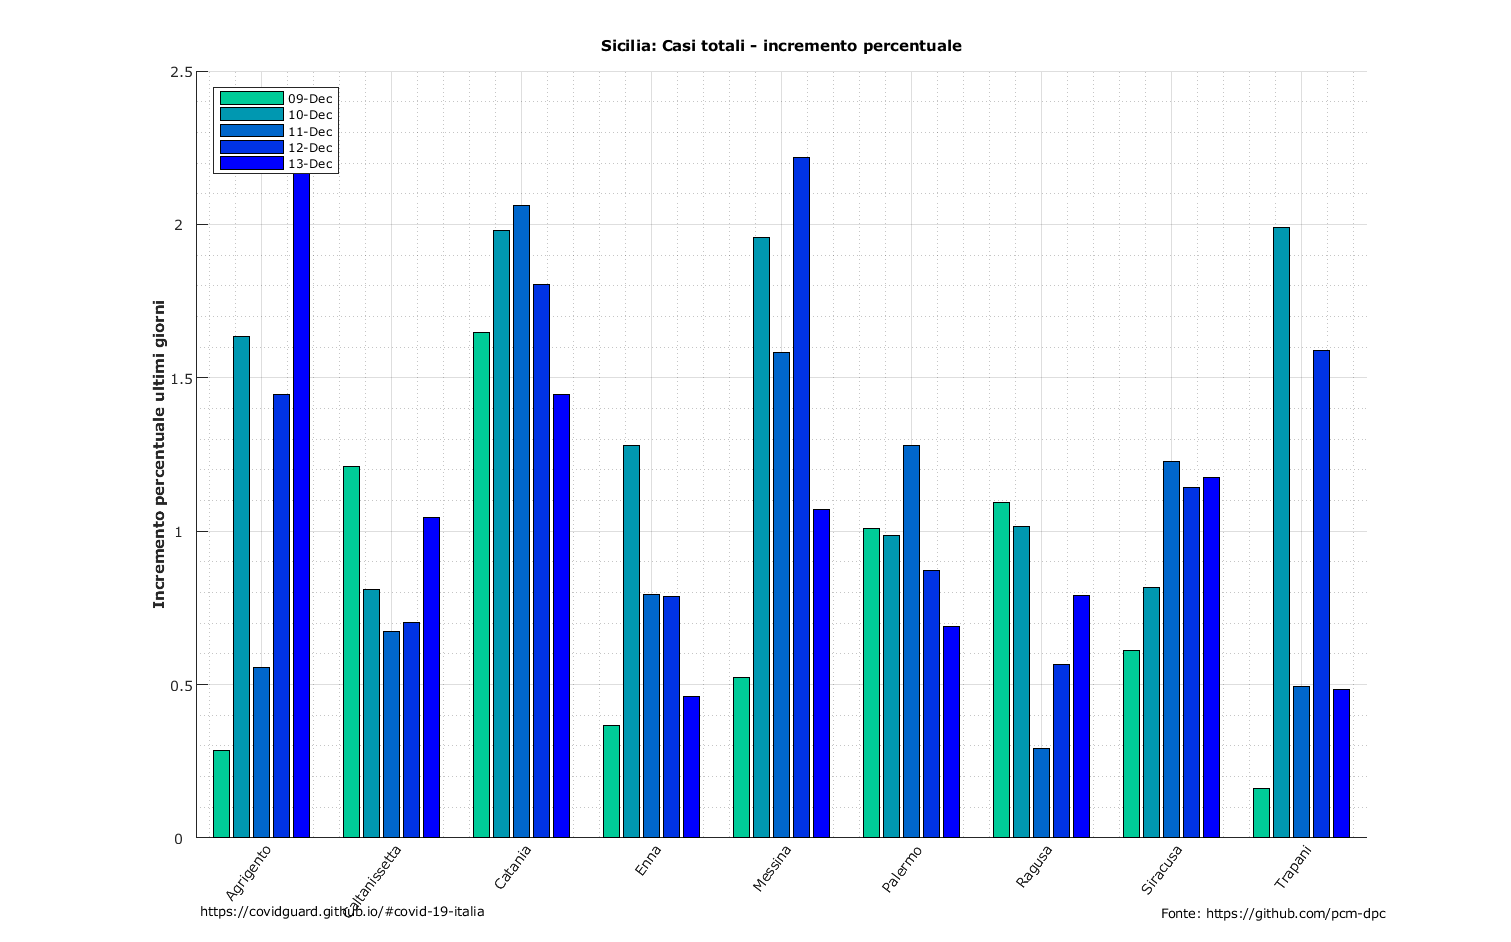 Sicilia: Casi totali - incremento percentuale
2.5
2
1.5
1
0.5
0
Incremento percentuale ultimi giorni
09-Dec
10-Dec
11-Dec
12-Dec
13-Dec
Agrigento
Caltanissetta
Catania
Enna
Messina
Palermo
Ragusa
Siracusa
Trapani
https://covidguard.github.io/#covid-19-italia
Fonte: https://github.com/pcm-dpc